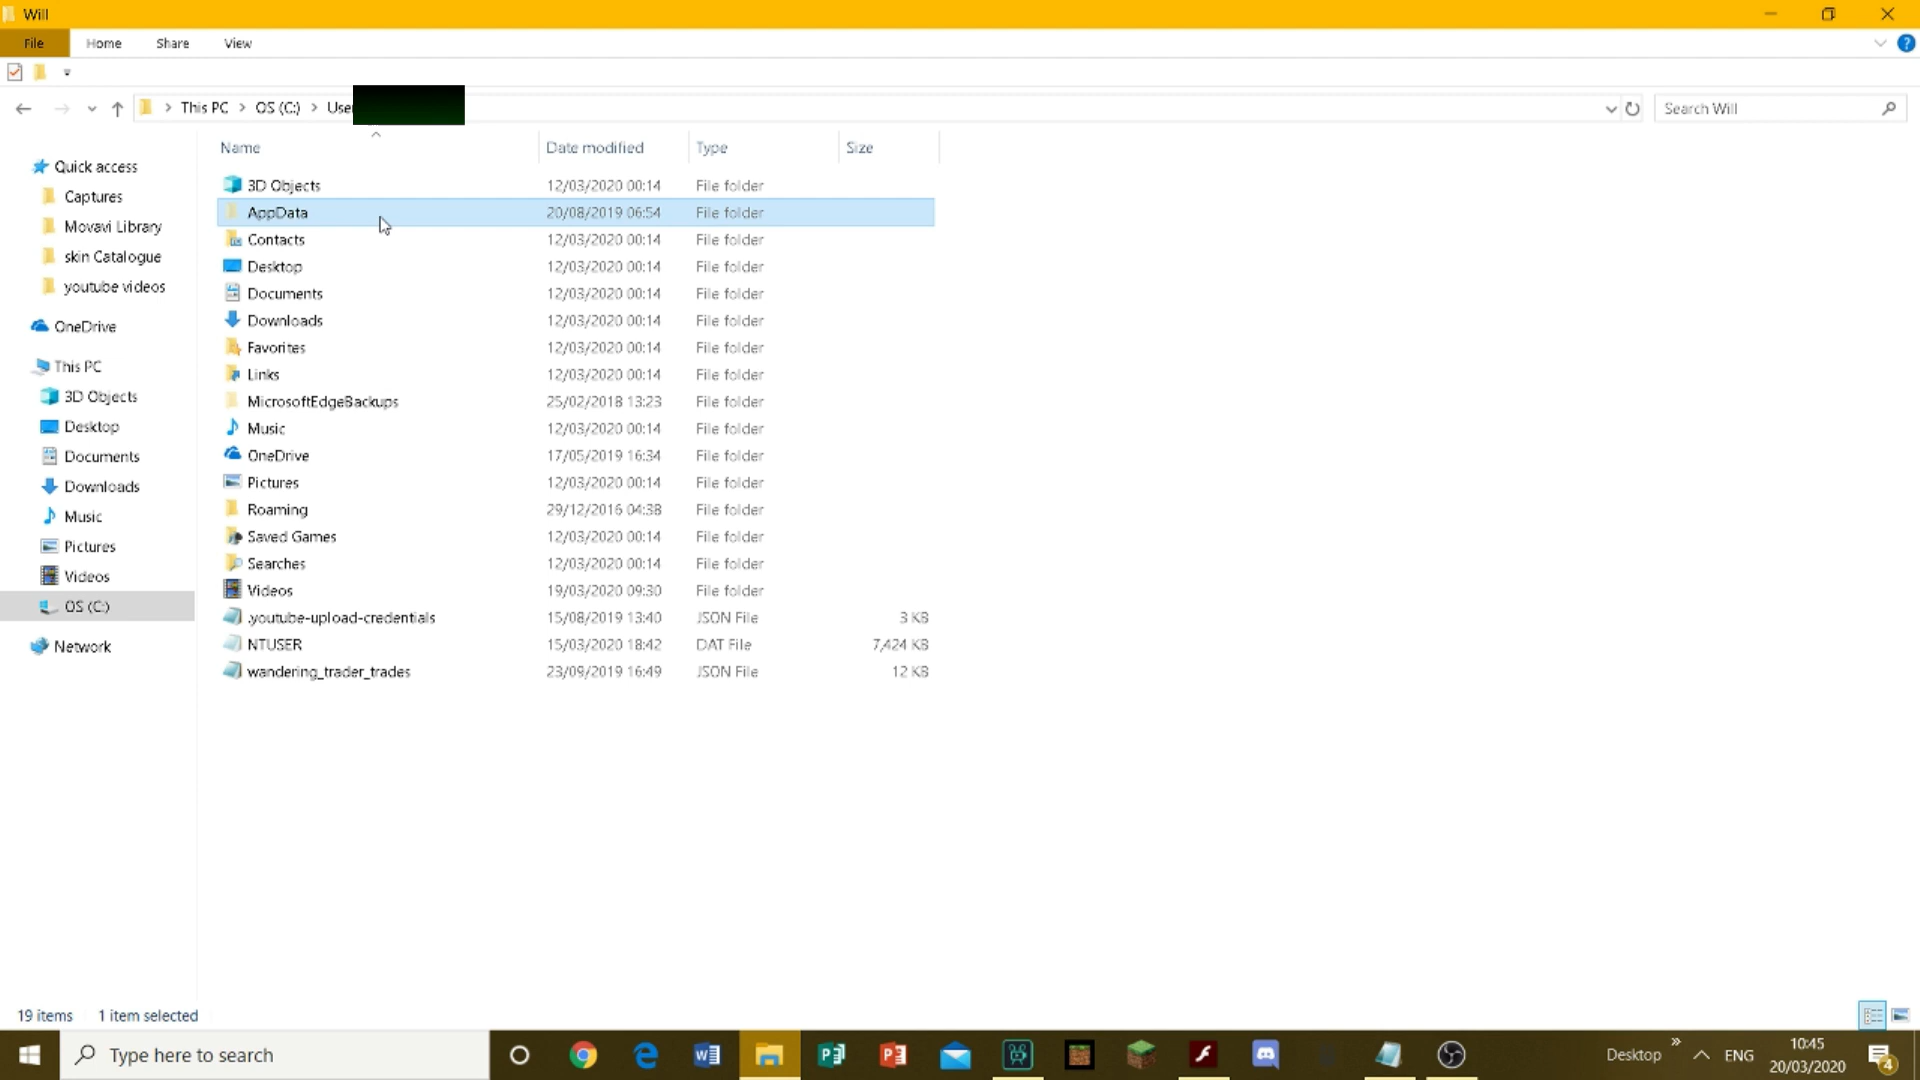 Will
File Home Share View
This PC OS (C:) User
Search Will
Name Date modified Type Size
Quick access
Captures
Movavi Library
skin Catalogue
youtube videos
OneDrive
This PC
3D Objects
Desktop
Documents
Downloads
Music
Pictures
Videos
OS (C:)
Network
3D Objects 12/03/2020 00:14 File folder
AppData 20/08/2019 06:54 File folder
Contacts 12/03/2020 00:14 File folder
Desktop 12/03/2020 00:14 File folder
Documents 12/03/2020 00:14 File folder
Downloads 12/03/2020 00:14 File folder
Favorites 12/03/2020 00:14 File folder
Links 12/03/2020 00:14 File folder
MicrosoftEdgeBackups 25/02/2018 13:23 File folder
Music 12/03/2020 00:14 File folder
OneDrive 17/05/2019 16:34 File folder
Pictures 12/03/2020 00:14 File folder
Roaming 29/12/2016 04:38 File folder
Saved Games 12/03/2020 00:14 File folder
Searches 12/03/2020 00:14 File folder
Videos 19/03/2020 09:30 File folder
.youtube-upload-credentials 15/08/2019 13:40 JSON File 3 KB
NTUSER 15/03/2020 18:42 DAT File 7,424 KB
wandering_trader_trades 23/09/2019 16:49 JSON File 12 KB
19 items 1 item selected
Type here to search
Desktop ENG
10:45
20/03/2020
4